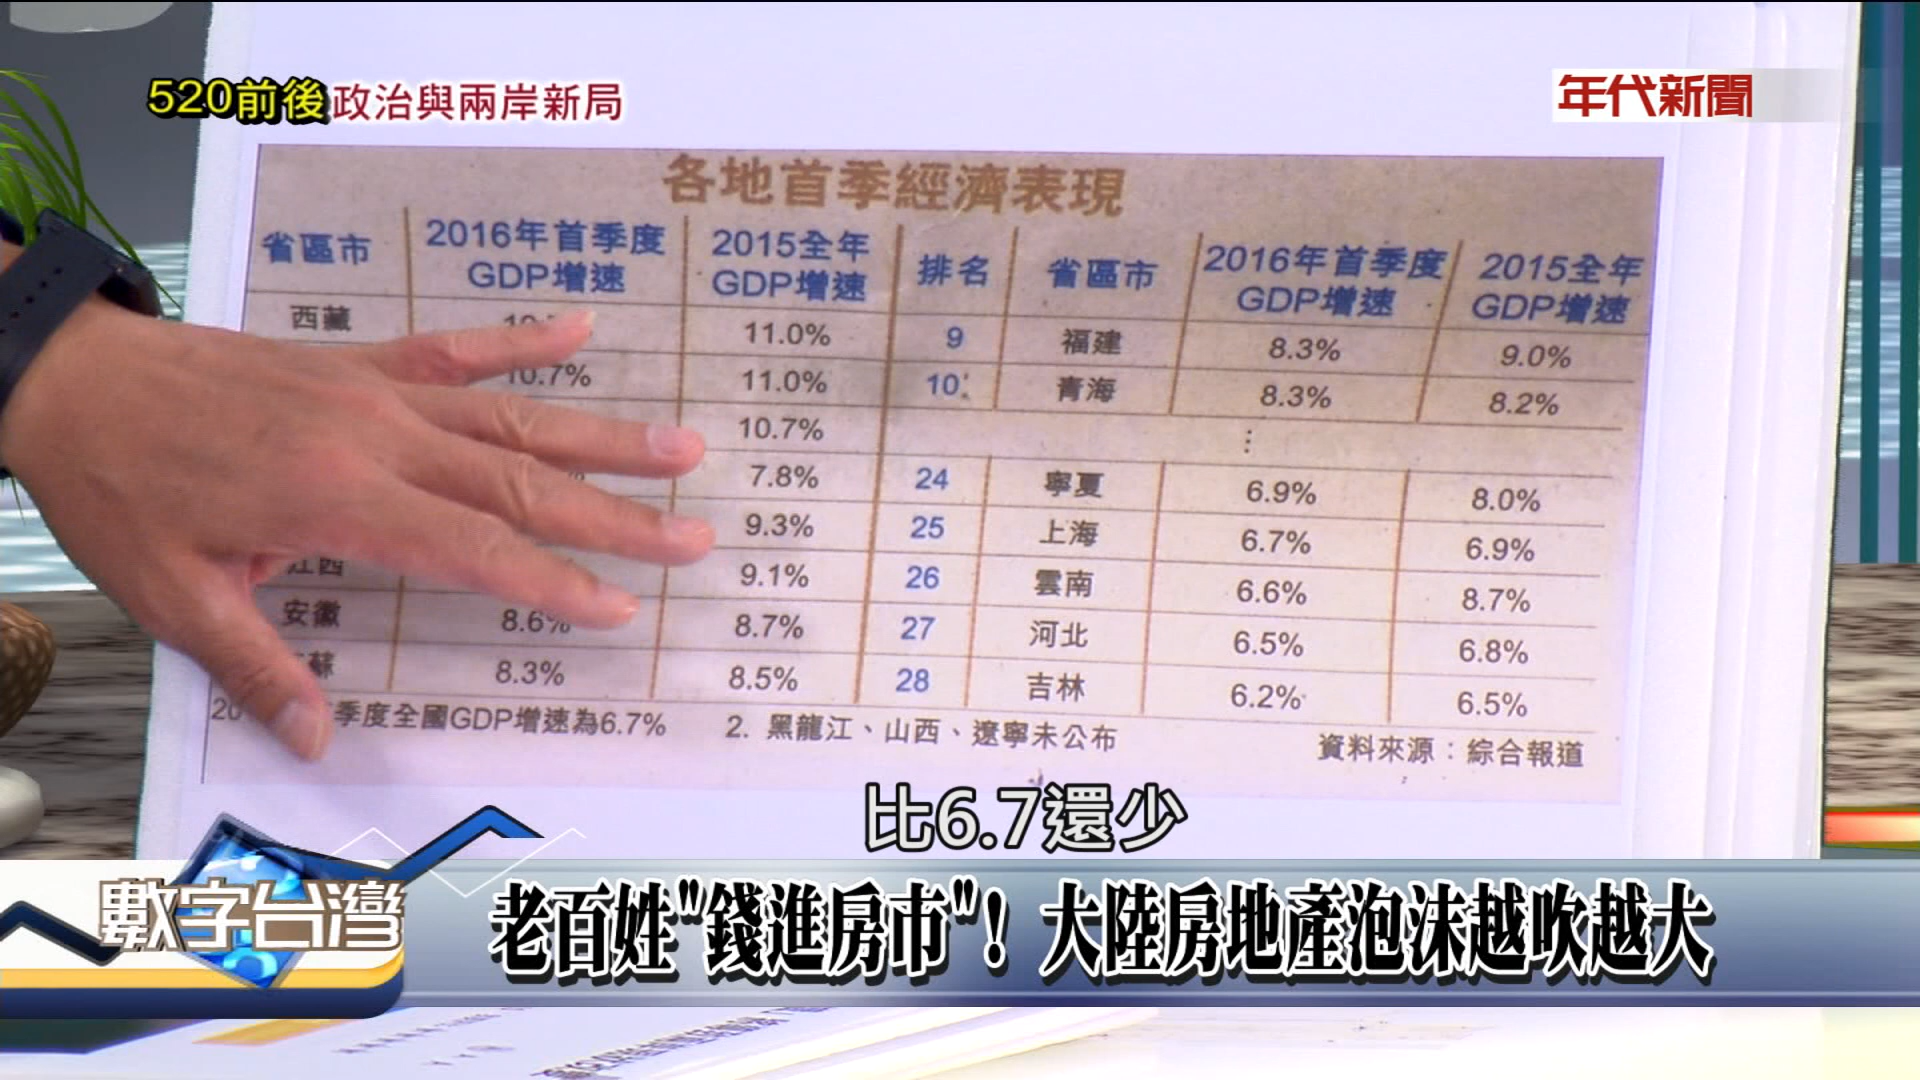 520前後政治與兩岸新局
年代新聞
各地首季經濟表現
省區市 2016年首季度GDP增速 2015全年GDP增速 排名 省區市 2016年首季度GDP增速 2015全年GDP增速
西藏 11.0% 9 福建 8.3% 9.0%
10.7% 11.0% 10 青海 8.3% 8.2%
10.7% ⋮
7.8% 24 寧夏 6.9% 8.0%
9.3% 25 上海 6.7% 6.9%
江西 9.1% 26 雲南 6.6% 8.7%
安徽 8.6% 8.7% 27 河北 6.5% 6.8%
蘇 8.3% 8.5% 28 吉林 6.2% 6.5%
20 季度全國GDP增速為6.7% 2. 黑龍江、山西、遼寧未公布
資料來源：綜合報道
比6.7還少
數字台灣
老百姓"錢進房市"! 大陸房地產泡沫越吹越大